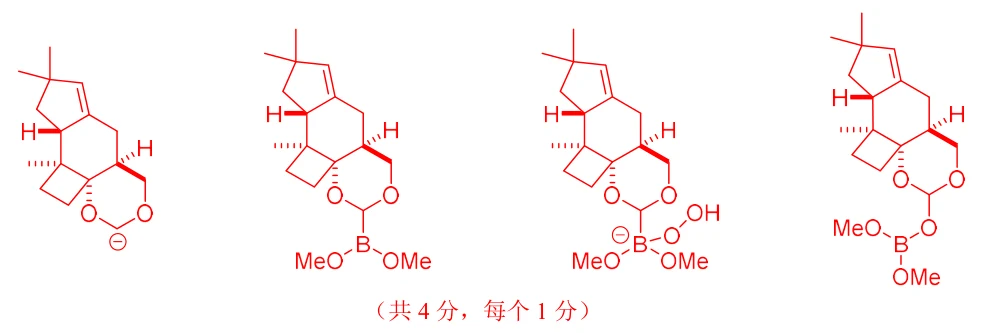 H H O O ⊖
H H O O B MeO OMe
H H O O ⊖ B O OH MeO OMe
H H O O MeO O B OMe
（共 4 分，每个 1 分）